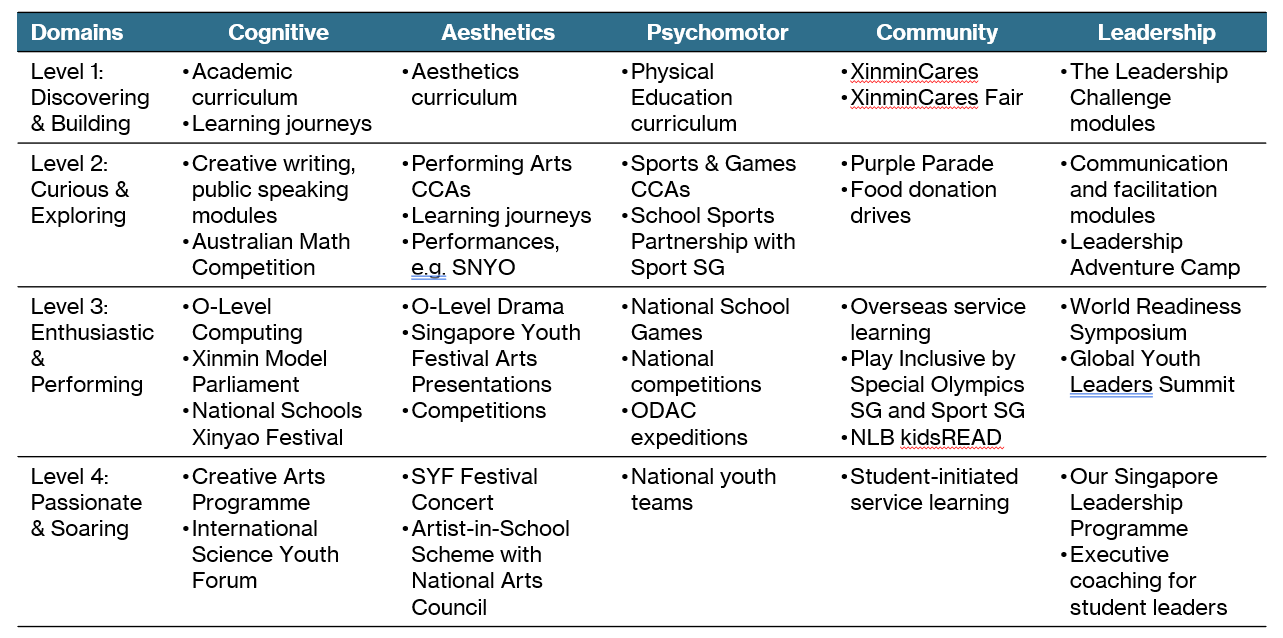 Domains Cognitive Aesthetics Psychomotor Community Leadership
Level 1:
Discovering
& Building
•Academic
curriculum
•Learning journeys
•Aesthetics
curriculum
•Physical
Education
curriculum
•XinminCares
•XinminCares Fair
•The Leadership
Challenge
modules
Level 2:
Curious &
Exploring
•Creative writing,
public speaking
modules
•Australian Math
Competition
•Performing Arts
CCAs
•Learning journeys
•Performances,
e.g. SNYO
•Sports & Games
CCAs
•School Sports
Partnership with
Sport SG
•Purple Parade
•Food donation
drives
•Communication
and facilitation
modules
•Leadership
Adventure Camp
Level 3:
Enthusiastic
&
Performing
•O-Level
Computing
•Xinmin Model
Parliament
•National Schools
Xinyao Festival
•O-Level Drama
•Singapore Youth
Festival Arts
Presentations
•Competitions
•National School
Games
•National
competitions
•ODAC
expeditions
•Overseas service
learning
•Play Inclusive by
Special Olympics
SG and Sport SG
•NLB kidsREAD
•World Readiness
Symposium
•Global Youth
Leaders Summit
Level 4:
Passionate
& Soaring
•Creative Arts
Programme
•International
Science Youth
Forum
•SYF Festival
Concert
•Artist-in-School
Scheme with
National Arts
Council
•National youth
teams
•Student-initiated
service learning
•Our Singapore
Leadership
Programme
•Executive
coaching for
student leaders